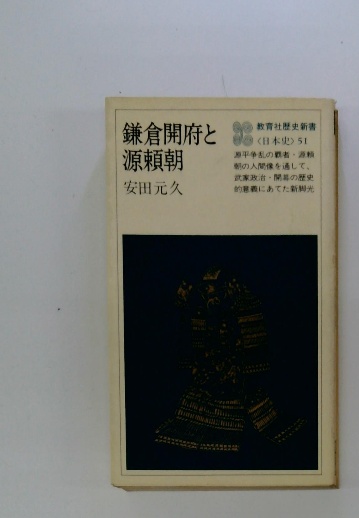 鎌倉開府と
源頼朝
安田元久
教育社歴史新書
〈日本史〉51
源平争乱の覇者・源頼
朝の人間像を通して、
武家政治・開幕の歴史
的意義にあてた新脚光